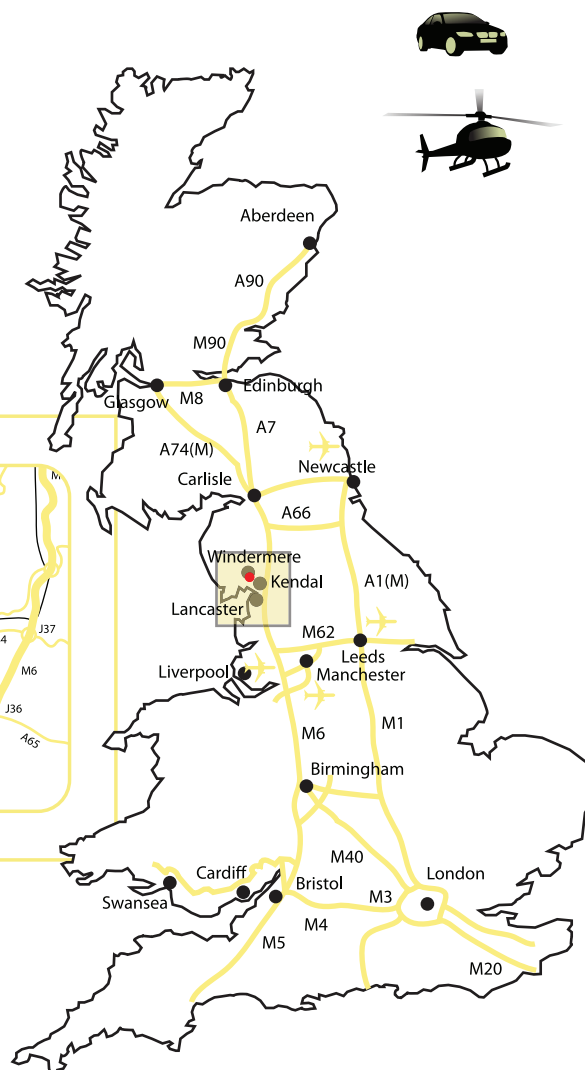 Aberdeen
A90
M90
Edinburgh
Glasgow
M8
A7
A74(M)
Newcastle
Carlisle
A66
Windermere
Kendal
A1(M)
Lancaster
J37
M62
4
Leeds
Liverpool
Manchester
M6
J36
M6
M1
A65
Birmingham
M40
Cardiff
London
Bristol
Swansea
M3
M4
M5
M20